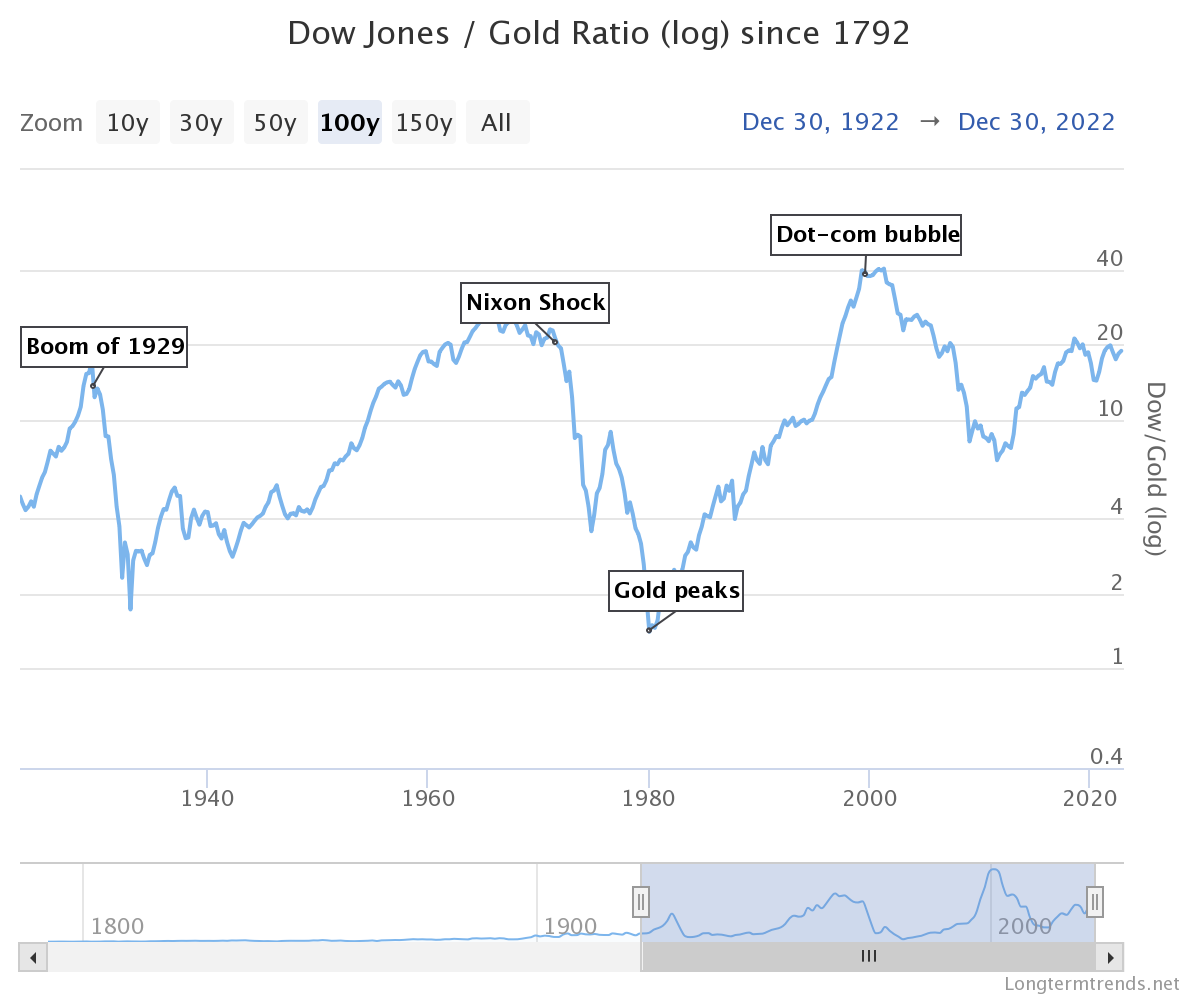 Dow Jones / Gold Ratio (log) since 1792
Zoom 10y 30y 50y 100y 150y All Dec 30, 1922 → Dec 30, 2022
Dot-com bubble
40
Nixon Shock
20
Boom of 1929
10
Dow/Gold (log)
4
2
Gold peaks
1
0.4
1940 1960 1980 2000 2020
1800 1900 2000
Longtermtrends.net